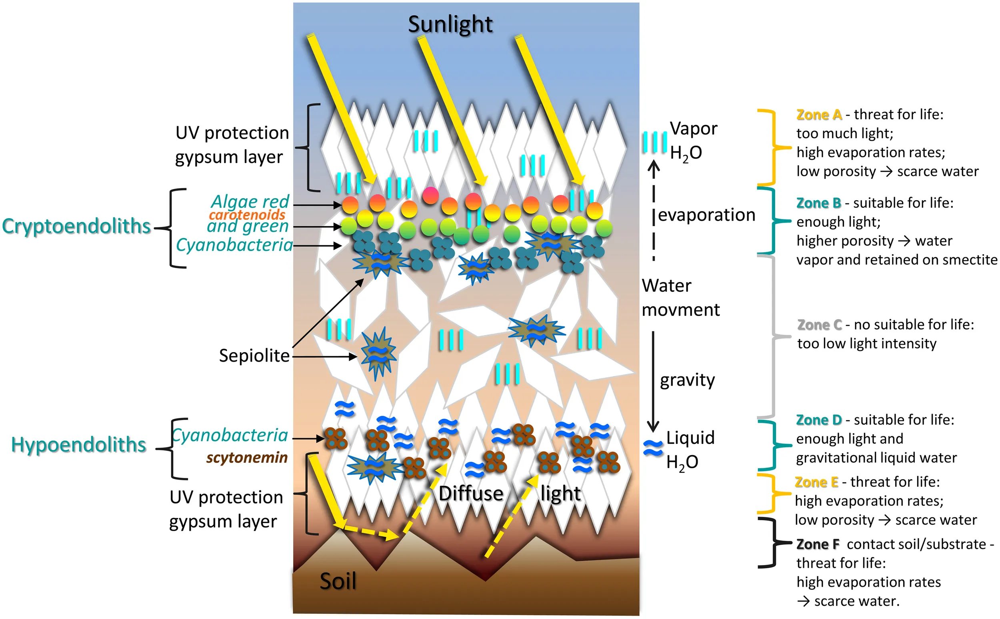 Sunlight
UV protection
gypsum layer
Cryptoendoliths
Algae red
carotenoids
and green
Cyanobacteria
Sepiolite
Hypoendoliths
Cyanobacteria
scytonemin
UV protection
gypsum layer
Diffuse light
Soil
Vapor
H₂O
evaporation
Water
movment
gravity
Liquid
H₂O
Zone A - threat for life:
too much light;
high evaporation rates;
low porosity → scarce water
Zone B - suitable for life:
enough light;
higher porosity → water
vapor and retained on smectite
Zone C - no suitable for life:
too low light intensity
Zone D - suitable for life:
enough light and
gravitational liquid water
Zone E - threat for life:
high evaporation rates;
low porosity → scarce water
Zone F contact soil/substrate -
threat for life:
high evaporation rates
→ scarce water.